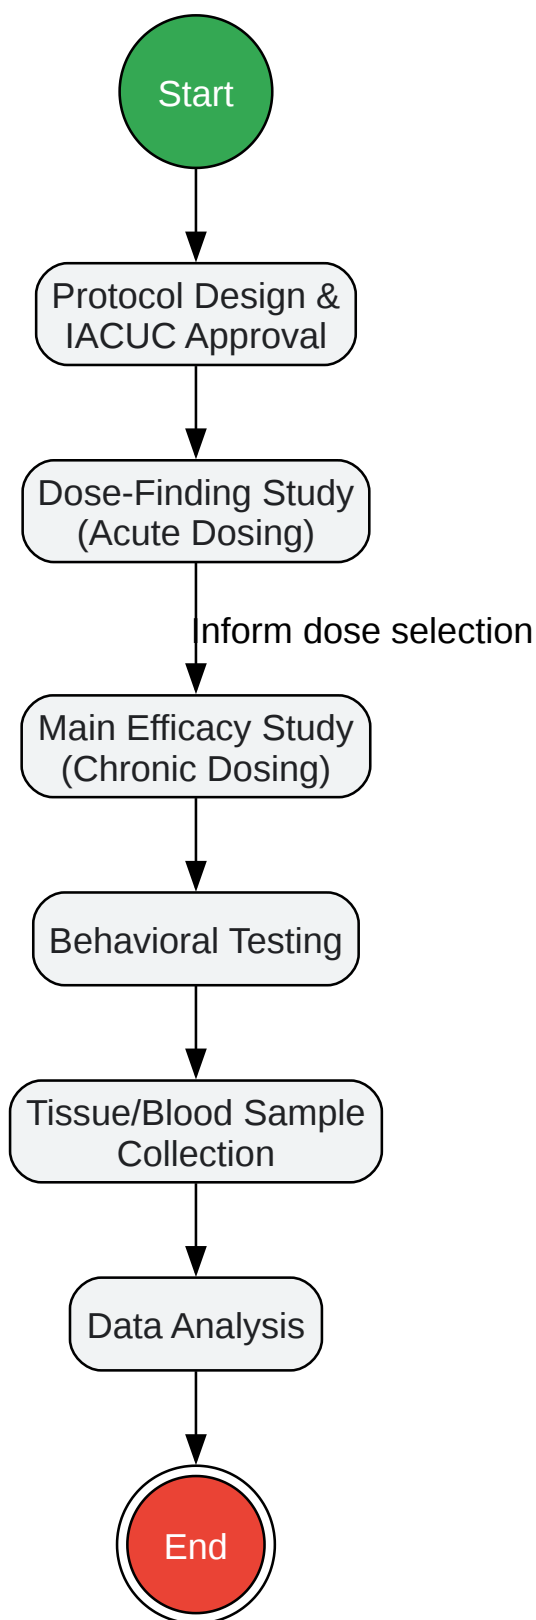 Start
Protocol Design &
IACUC Approval
Dose-Finding Study
(Acute Dosing)
Inform dose selection
Main Efficacy Study
(Chronic Dosing)
Behavioral Testing
Tissue/Blood Sample
Collection
Data Analysis
End